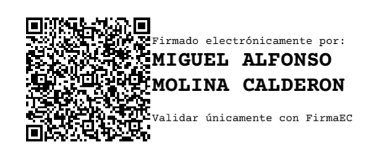 Firmado electrónicamente por:
MIGUEL ALFONSO
MOLINA CALDERON
Validar únicamente con FirmaEC